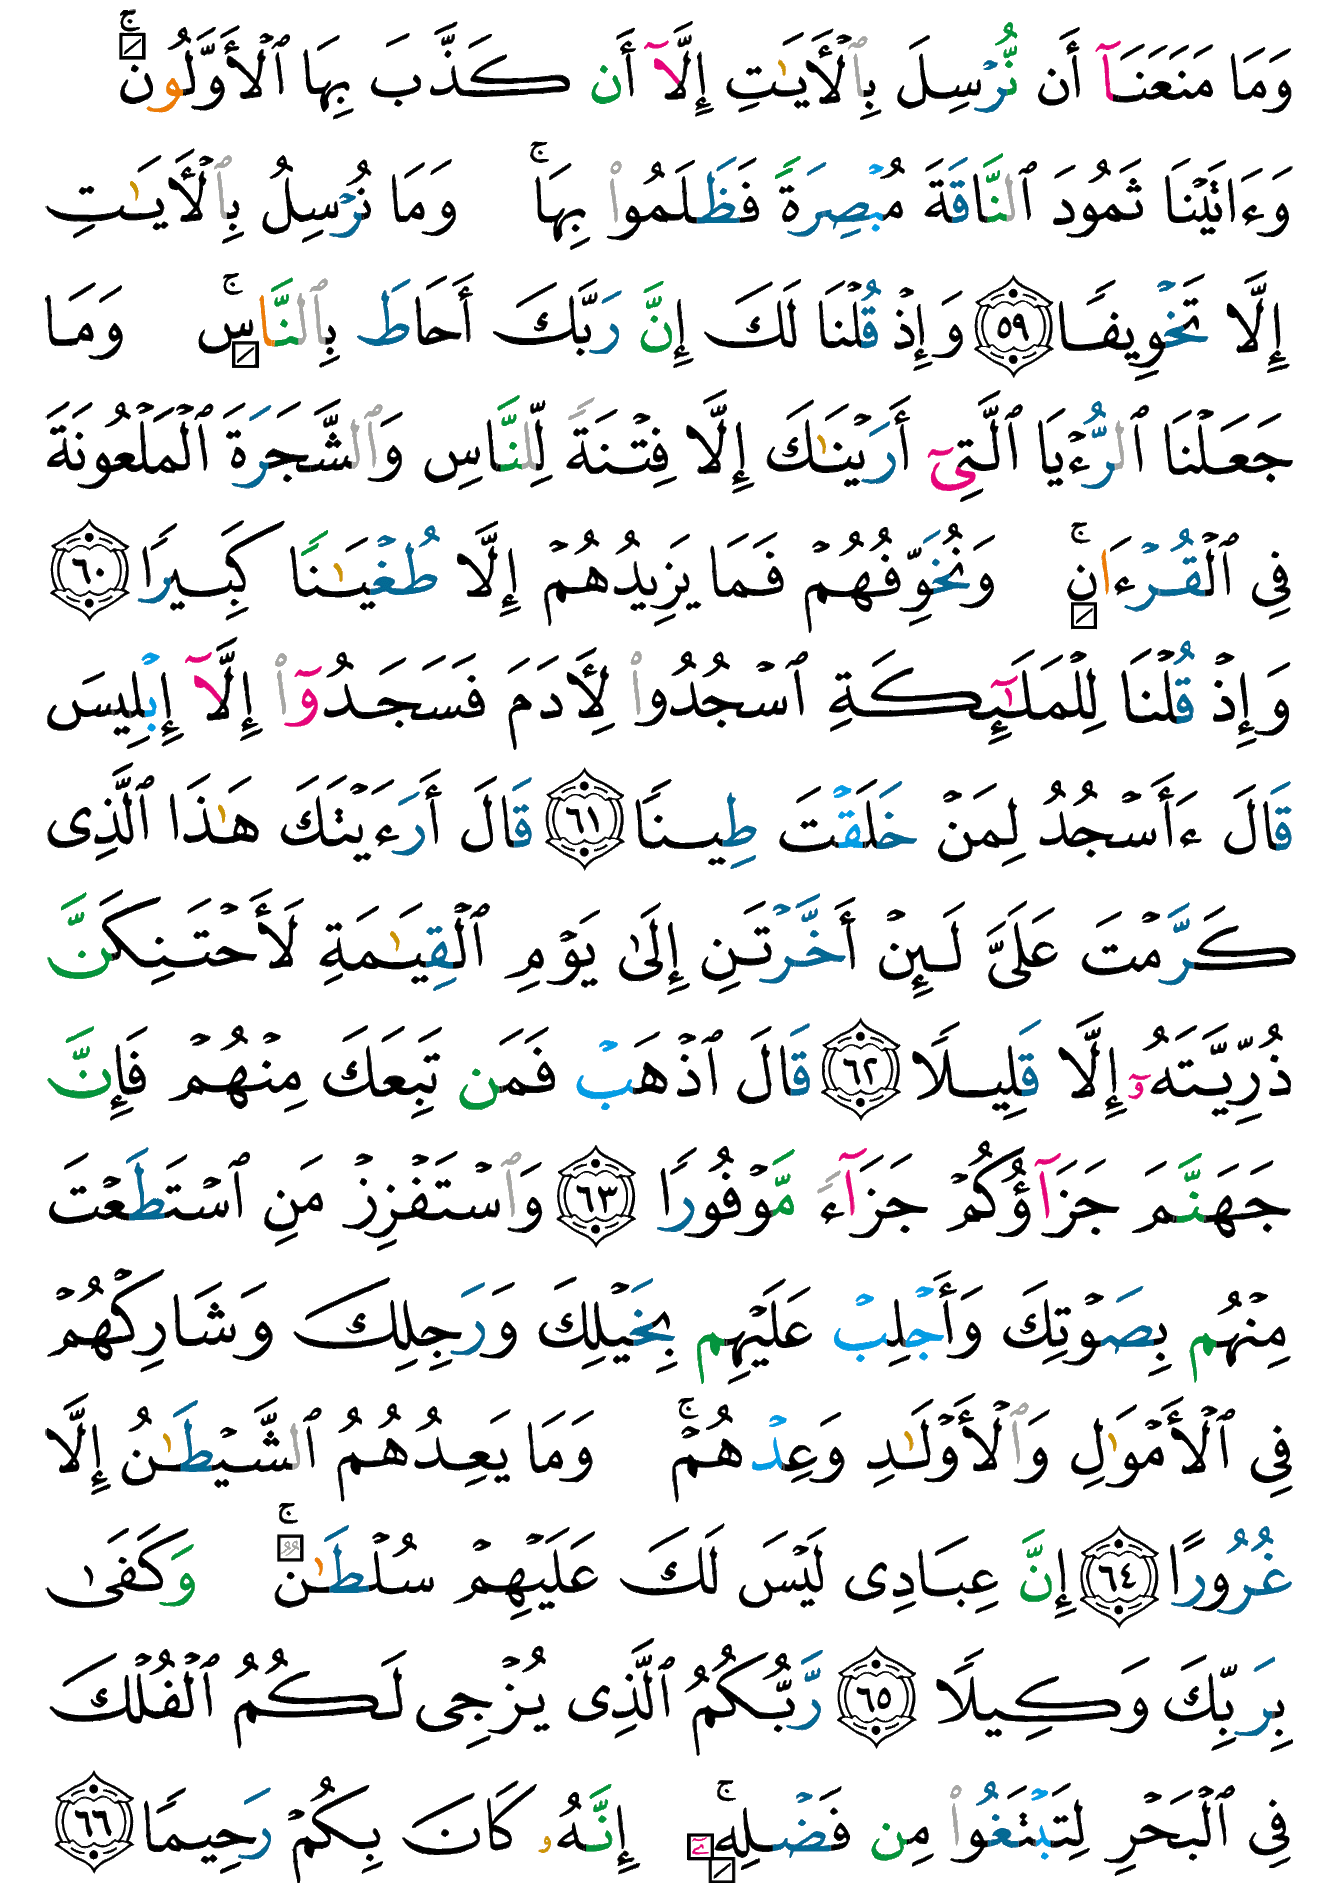 وَمَا مَنَعَنَآ أَن نُّرْسِلَ بِٱلْأَيَـٰتِ إِلَّآ أَن كَذَّبَ بِهَا ٱلْأَوَّلُونَ ۚ
وَءَاتَيْنَا ثَمُودَ ٱلنَّاقَةَ مُبْصِرَةً فَظَلَمُوا۟ بِهَا ۚ وَمَا نُرْسِلُ بِٱلْأَيَـٰتِ
إِلَّا تَخْوِيفًا ٥٩ وَإِذْ قُلْنَا لَكَ إِنَّ رَبَّكَ أَحَاطَ بِٱلنَّاسِ ۚ وَمَا
جَعَلْنَا ٱلرُّءْيَا ٱلَّتِىٓ أَرَيْنَـٰكَ إِلَّا فِتْنَةً لِّلنَّاسِ وَٱلشَّجَرَةَ ٱلْمَلْعُونَةَ
فِى ٱلْقُرْءَانِ ۚ وَنُخَوِّفُهُمْ فَمَا يَزِيدُهُمْ إِلَّا طُغْيَـٰنًا كَبِيرًا ٦٠
وَإِذْ قُلْنَا لِلْمَلَـٰٓئِكَةِ ٱسْجُدُوا۟ لِأَدَمَ فَسَجَدُوٓا۟ إِلَّآ إِبْلِيسَ
قَالَ ءَأَسْجُدُ لِمَنْ خَلَقْتَ طِينًا ٦١ قَالَ أَرَءَيْتَكَ هَـٰذَا ٱلَّذِى
كَرَّمْتَ عَلَىَّ لَئِنْ أَخَّرْتَنِ إِلَىٰ يَوْمِ ٱلْقِيَـٰمَةِ لَأَحْتَنِكَنَّ
ذُرِّيَّتَهُۥٓ إِلَّا قَلِيلًا ٦٢ قَالَ ٱذْهَبْ فَمَن تَبِعَكَ مِنْهُمْ فَإِنَّ
جَهَنَّمَ جَزَآؤُكُمْ جَزَآءً مَّوْفُورًا ٦٣ وَٱسْتَفْزِزْ مَنِ ٱسْتَطَعْتَ
مِنْهُم بِصَوْتِكَ وَأَجْلِبْ عَلَيْهِم بِخَيْلِكَ وَرَجِلِكَ وَشَارِكْهُمْ
فِى ٱلْأَمْوَٰلِ وَٱلْأَوْلَـٰدِ وَعِدْهُمْ ۚ وَمَا يَعِدُهُمُ ٱلشَّيْطَـٰنُ إِلَّا
غُرُورًا ٦٤ إِنَّ عِبَادِى لَيْسَ لَكَ عَلَيْهِمْ سُلْطَـٰنٌ ۚ وَكَفَىٰ
بِرَبِّكَ وَكِيلًا ٦٥ رَّبُّكُمُ ٱلَّذِى يُزْجِى لَكُمُ ٱلْفُلْكَ
فِى ٱلْبَحْرِ لِتَبْتَغُوا۟ مِن فَضْلِهِۦٓ ۚ إِنَّهُۥ كَانَ بِكُمْ رَحِيمًا ٦٦